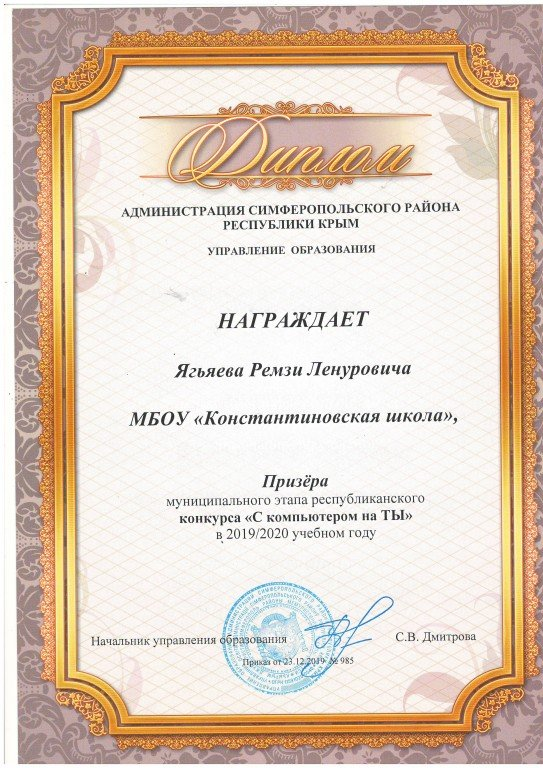 Диплом
АДМИНИСТРАЦИЯ СИМФЕРОПОЛЬСКОГО РАЙОНА
РЕСПУБЛИКИ КРЫМ
УПРАВЛЕНИЕ ОБРАЗОВАНИЯ
НАГРАЖДАЕТ
Ягьяева Ремзи Ленуровича
МБОУ «Константиновская школа»,
Призёра
муниципального этапа республиканского
конкурса «С компьютером на ТЫ»
в 2019/2020 учебном году
Начальник управления образования С.В. Дмитрова
Приказ от 23.12.2019 № 985